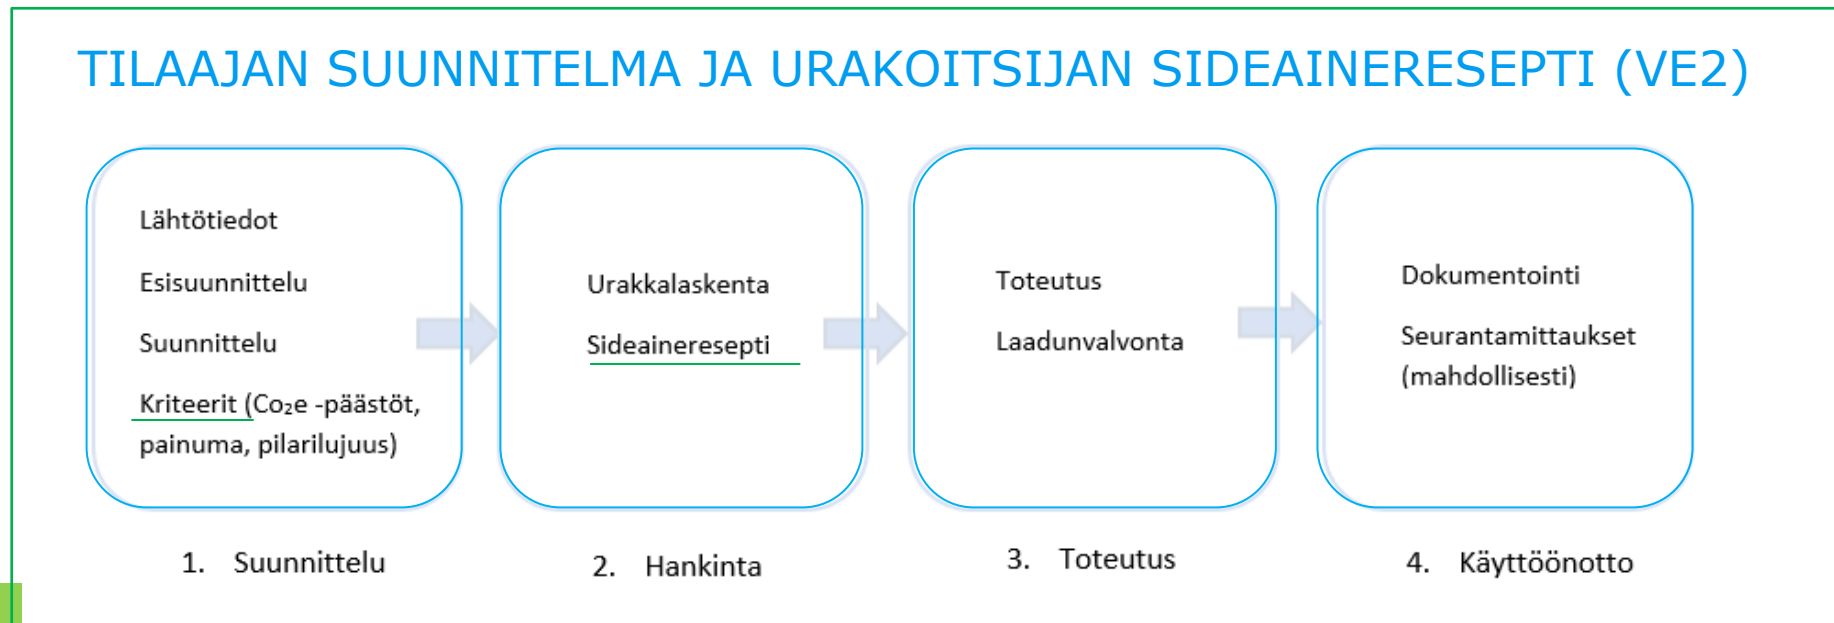 TILAAJAN SUUNNITELMA JA URAKOITSIJAN SIDEAINERESEPTI (VE2)
Lähtötiedot
Esisuunnittelu
Suunnittelu
Kriteerit (Co₂e -päästöt,
painuma, pilarilujuus)
1. Suunnittelu
Urakkalaskenta
Sideaineresepti
2. Hankinta
Toteutus
Laadunvalvonta
3. Toteutus
Dokumentointi
Seurantamittaukset
(mahdollisesti)
4. Käyttöönotto